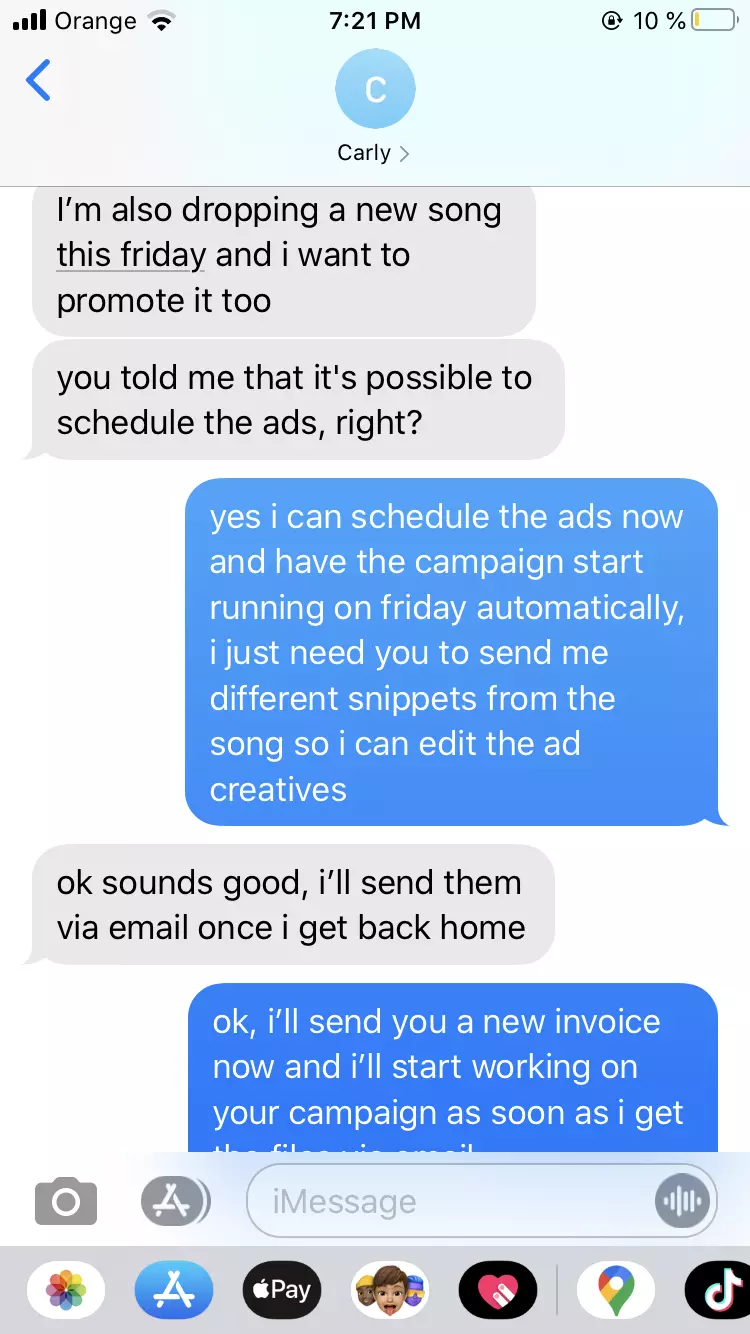 Orange 7:21 PM 10 %
C
Carly
I’m also dropping a new song
this friday and i want to
promote it too
you told me that it's possible to
schedule the ads, right?
yes i can schedule the ads now
and have the campaign start
running on friday automatically,
i just need you to send me
different snippets from the
song so i can edit the ad
creatives
ok sounds good, i’ll send them
via email once i get back home
ok, i’ll send you a new invoice
now and i’ll start working on
your campaign as soon as i get
the files via email
iMessage
Pay